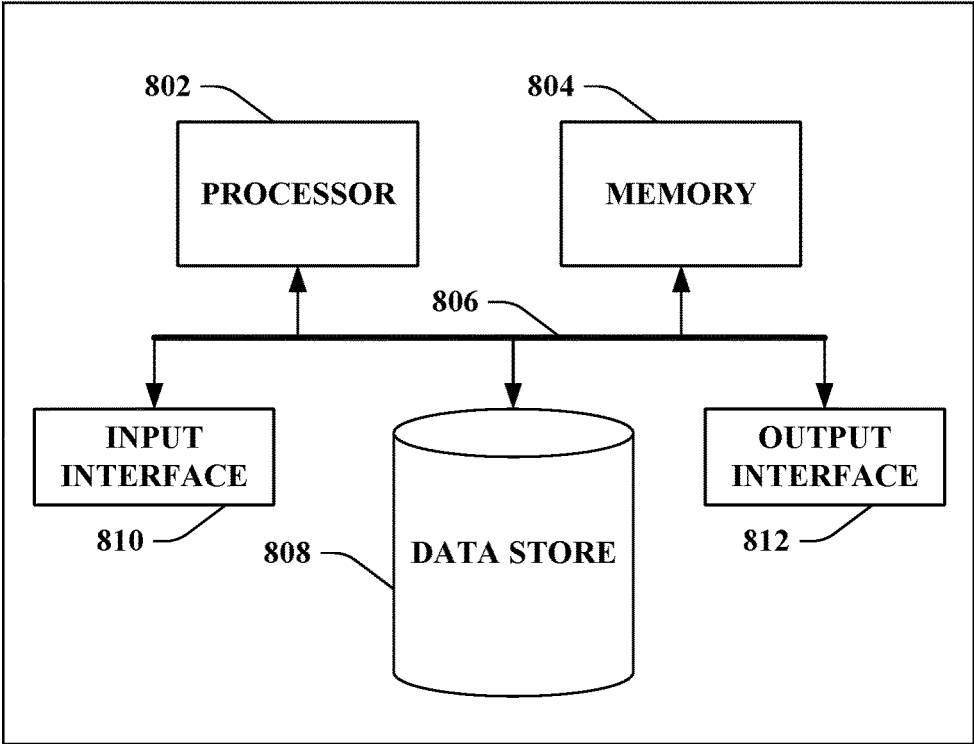 802
804
PROCESSOR
MEMORY
806
INPUT
INTERFACE
OUTPUT
INTERFACE
810
808
DATA STORE
812